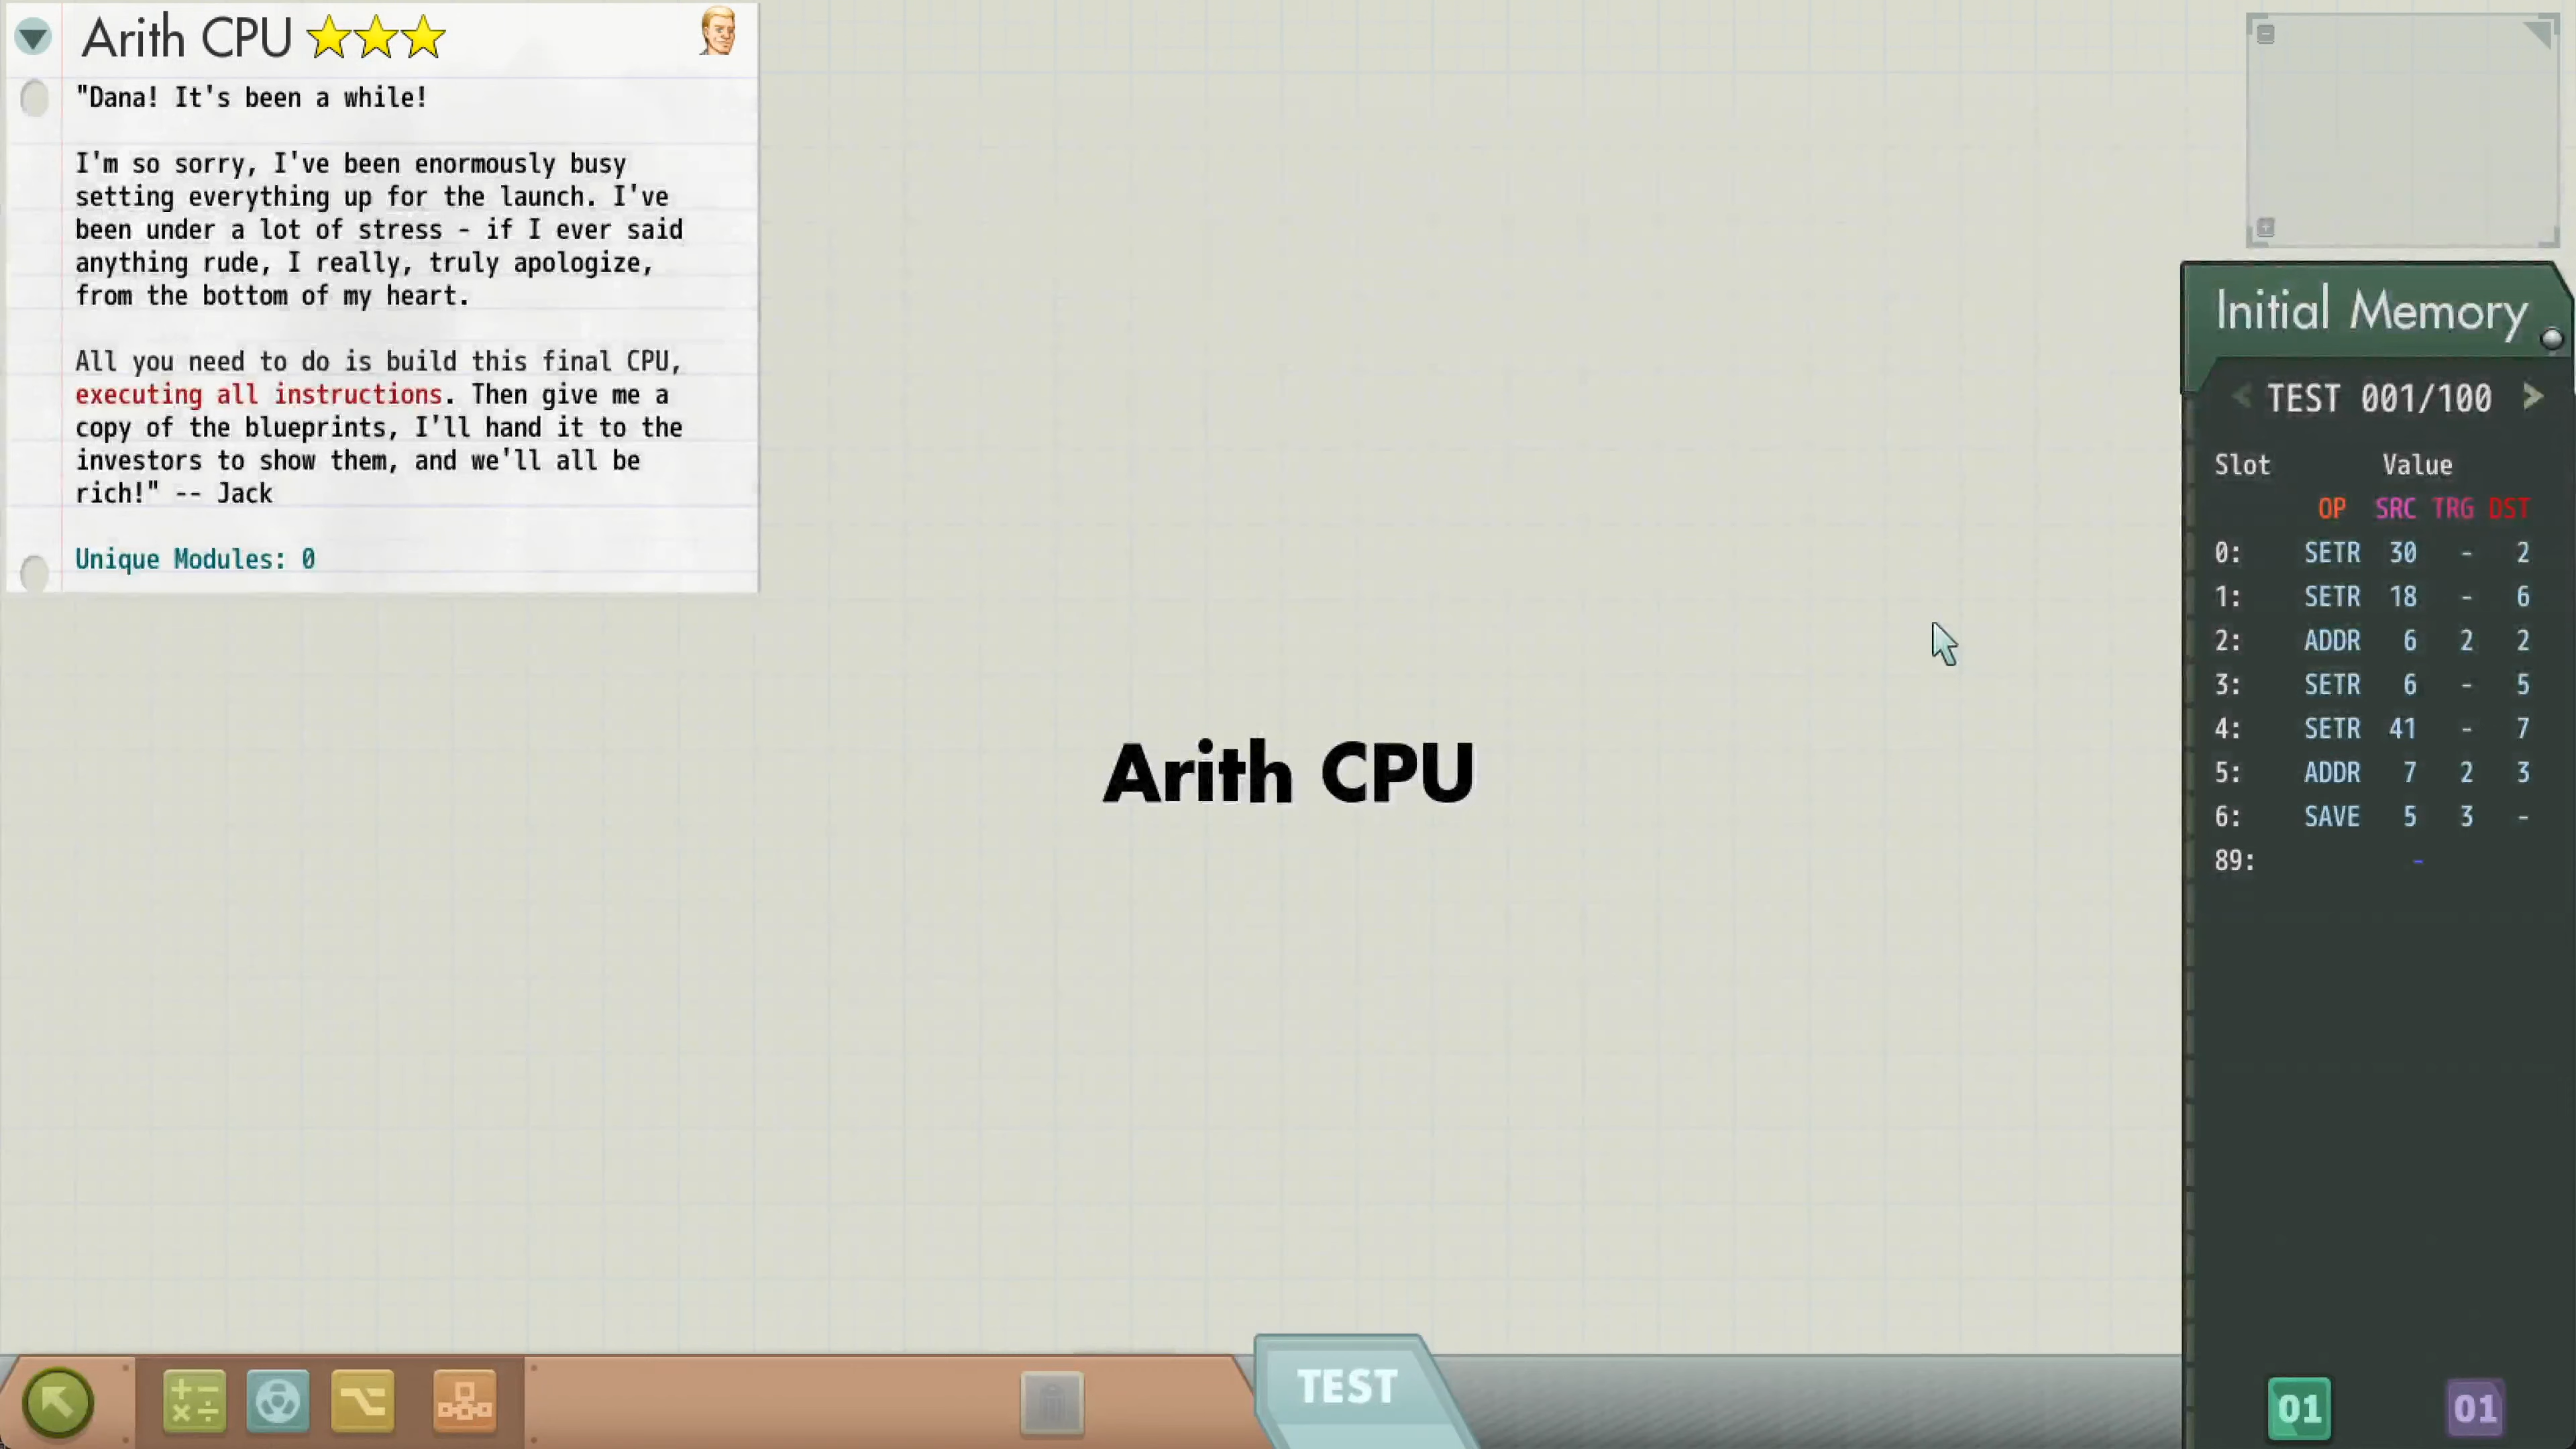 Arith CPU
"Dana! It's been a while!
I'm so sorry, I've been enormously busy
setting everything up for the launch. I've
been under a lot of stress - if I ever said
anything rude, I really, truly apologize,
from the bottom of my heart.
All you need to do is build this final CPU,
executing all instructions. Then give me a
copy of the blueprints, I'll hand it to the
investors to show them, and we'll all be
rich!" -- Jack
Unique Modules: 0
Arith CPU
TEST
Initial Memory
< TEST 001/100 >
Slot Value
OP SRC TRG DST
0: SETR 30 - 2
1: SETR 18 - 6
2: ADDR 6 2 2
3: SETR 6 - 5
4: SETR 41 - 7
5: ADDR 7 2 3
6: SAVE 5 3 -
89: -
01 01